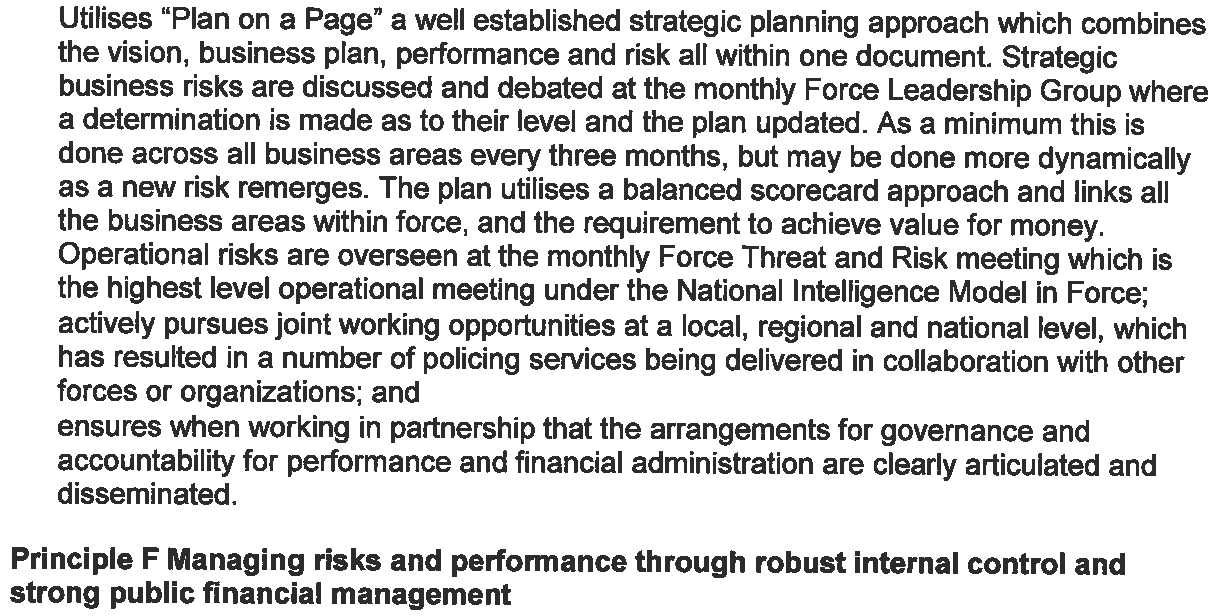 Utilises “Plan on a Page” a well established strategic planning approach which combines
the vision, business plan, performance and risk all within one document. Strategic
business risks are discussed and debated at the monthly Force Leadership Group where
a determination is made as to their level and the plan updated. As a minimum this is
done across all business areas every three months, but may be done more dynamically
as a new risk remerges. The plan utilises a balanced scorecard approach and links all
the business areas within force, and the requirement to achieve value for money.
Operational risks are overseen at the monthly Force Threat and Risk meeting which is
the highest level operational meeting under the National Intelligence Model in Force;
actively pursues joint working opportunities at a local, regional and national level, which
has resulted in a number of policing services being delivered in collaboration with other
forces or organizations; and
ensures when working in partnership that the arrangements for governance and
accountability for performance and financial administration are clearly articulated and
disseminated.
Principle F Managing risks and performance through robust internal control and
strong public financial management